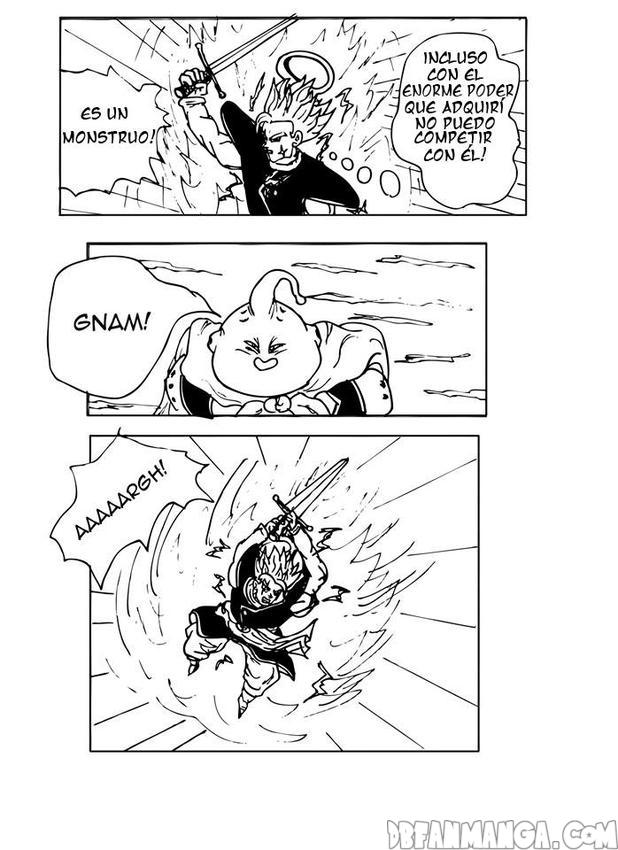 ES UN
MONSTRUO!
INCLUSO
CON EL
ENORME PODER
QUE ADQUIRÍ
NO PUEDO
COMPETIR
CON ÉL!
GNAM!
AAAAARGH!
DBFANMANGA.COM